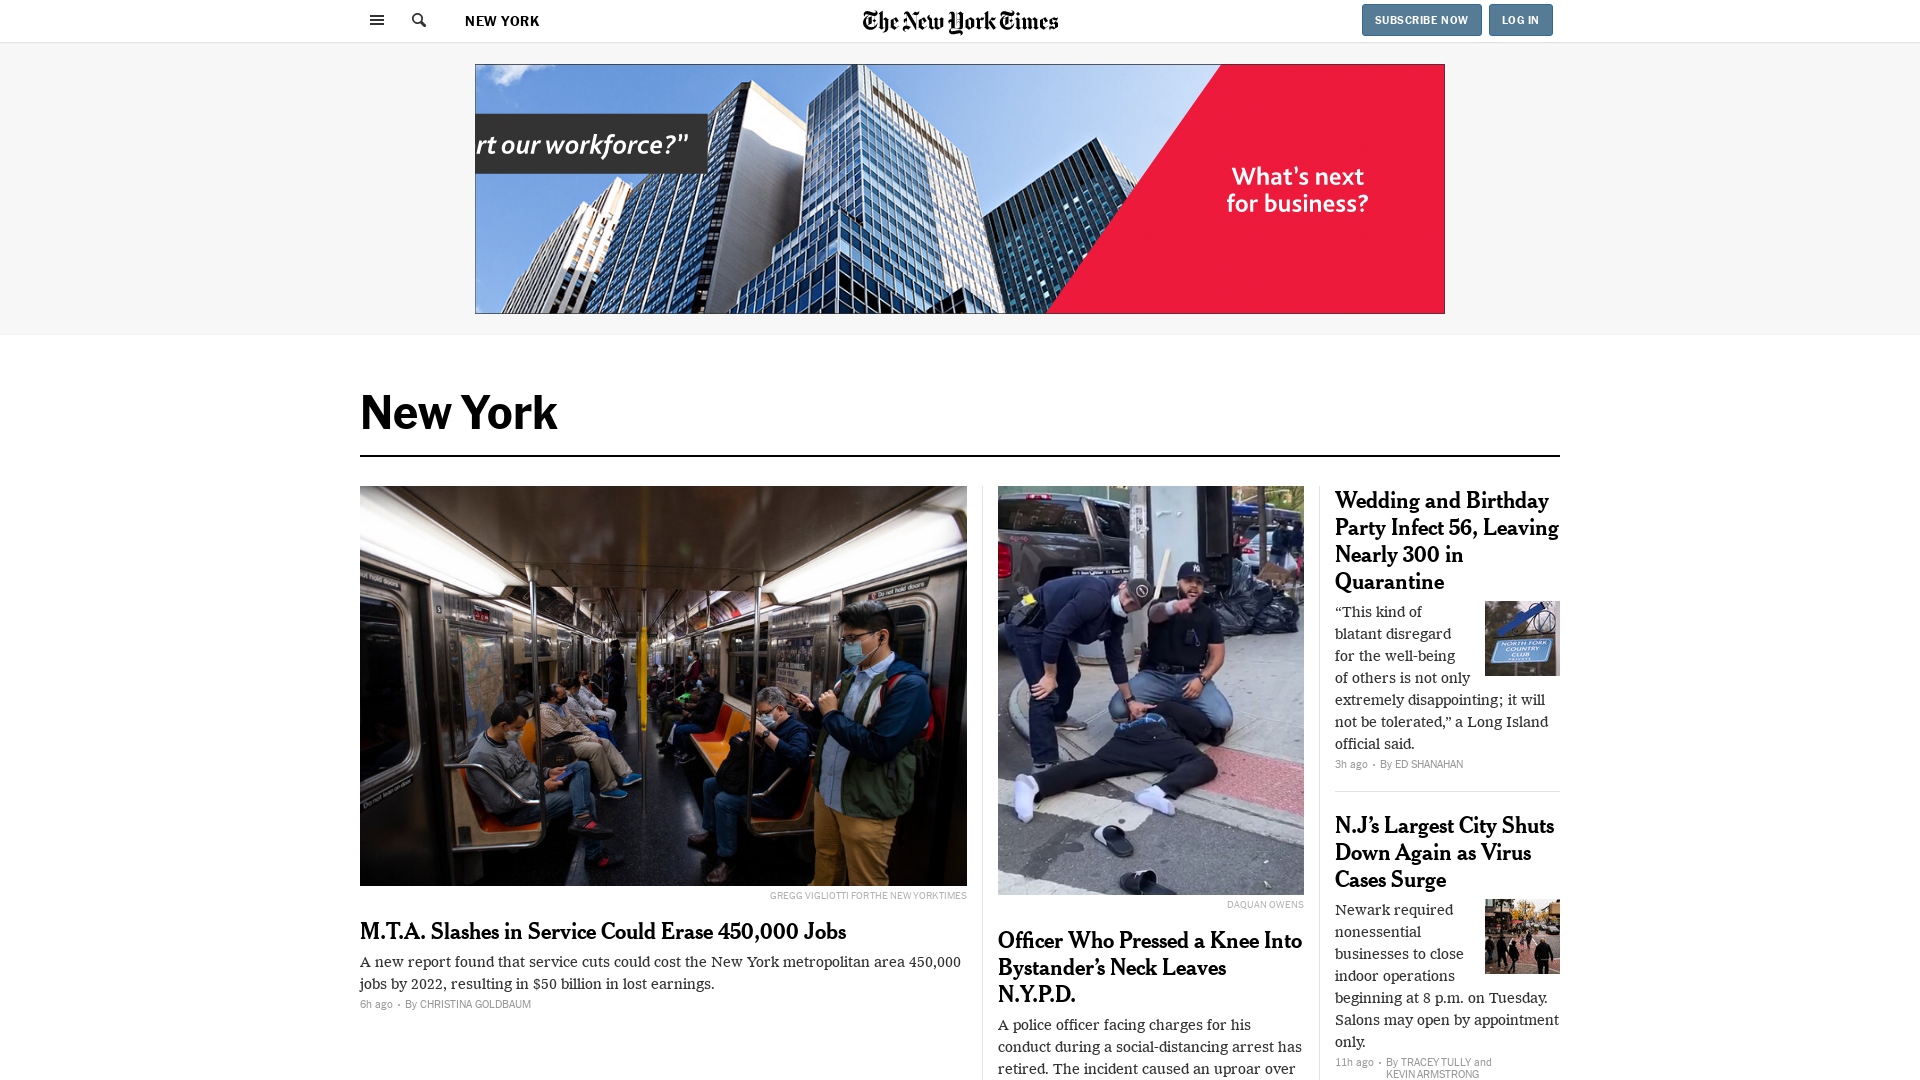 NEW YORK
The New York Times
SUBSCRIBE NOW
LOG IN
rt our workforce?”
What’s next
for business?
New York
GREGG VIGLIOTTI FOR THE NEW YORK TIMES
M.T.A. Slashes in Service Could Erase 450,000 Jobs
A new report found that service cuts could cost the New York metropolitan area 450,000
jobs by 2022, resulting in $50 billion in lost earnings.
6h ago • By CHRISTINA GOLDBAUM
DAQUAN OWENS
Officer Who Pressed a Knee Into
Bystander’s Neck Leaves
N.Y.P.D.
A police officer facing charges for his
conduct during a social-distancing arrest has
retired. The incident caused an uproar over
Wedding and Birthday
Party Infect 56, Leaving
Nearly 300 in
Quarantine
“This kind of
blatant disregard
for the well-being
of others is not only
extremely disappointing; it will
not be tolerated,” a Long Island
official said.
NORTH FORK
COUNTRY
CLUB
3h ago • By ED SHANAHAN
N.J’s Largest City Shuts
Down Again as Virus
Cases Surge
Newark required
nonessential
businesses to close
indoor operations
beginning at 8 p.m. on Tuesday.
Salons may open by appointment
only.
11h ago • By TRACEY TULLY and
KEVIN ARMSTRONG